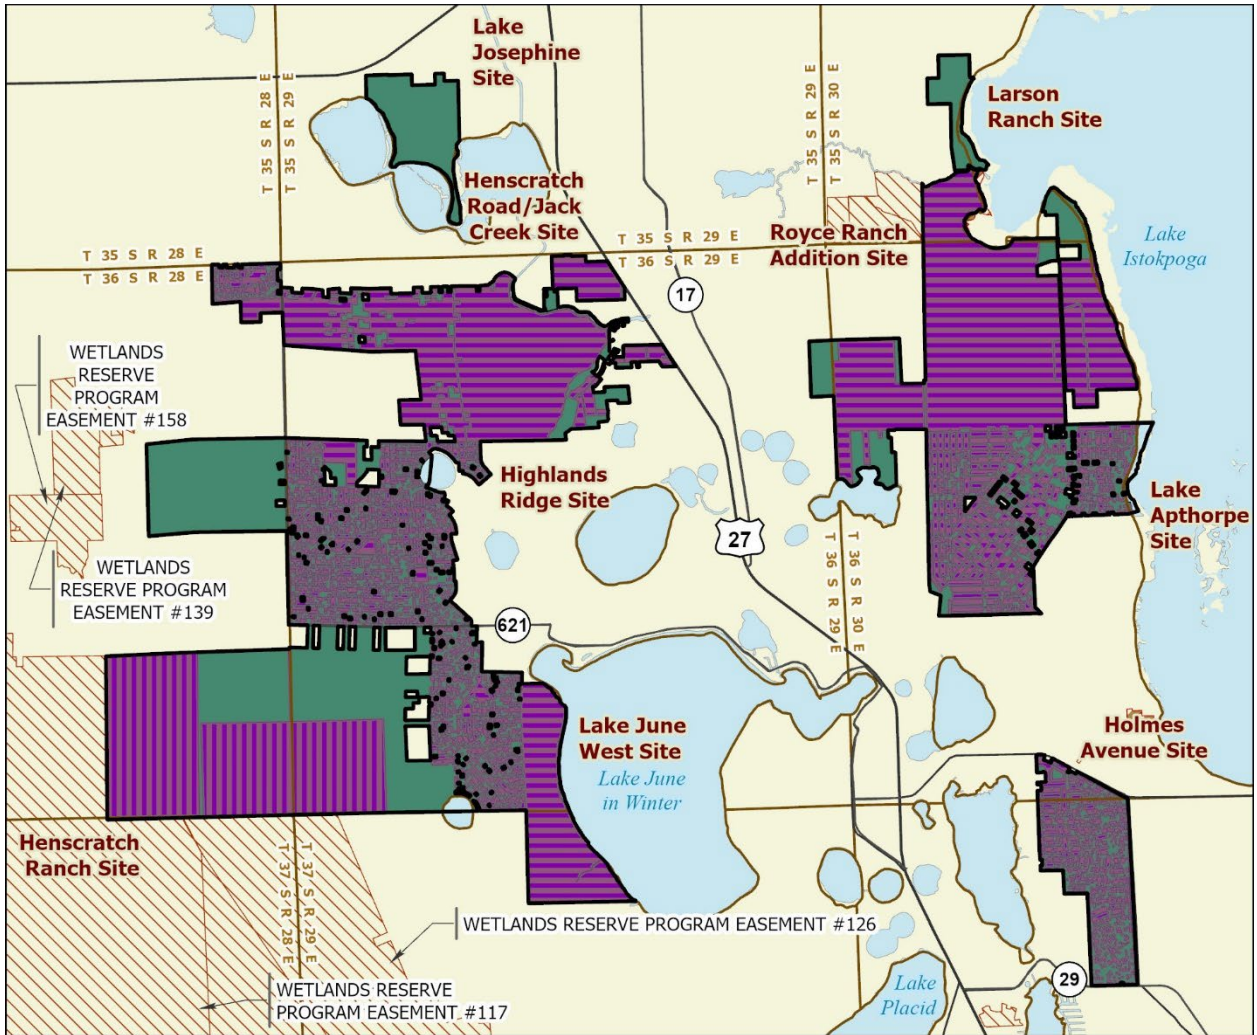 Lake
Josephine
Site
T 35 S R 28 E
T 35 S R 29 E
T 35 S R 29 E
T 35 S R 30 E
Larson
Ranch Site
Henscratch
Road/Jack
Creek Site
Royce Ranch
Addition Site
Lake
Istokpoga
T 35 S R 28 E
T 36 S R 28 E
T 35 S R 29 E
T 36 S R 29 E
17
WETLANDS
RESERVE
PROGRAM
EASEMENT #158
Highlands
Ridge Site
Lake
Apthorpe
Site
27
WETLANDS
RESERVE PROGRAM
EASEMENT #139
T 36 S R 29 E
T 36 S R 30 E
621
Lake June
West Site
Lake June
in Winter
Holmes
Avenue Site
Henscratch
Ranch Site
T 37 S R 28 E
T 37 S R 29 E
WETLANDS RESERVE PROGRAM EASEMENT #126
WETLANDS RESERVE
PROGRAM EASEMENT #117
Lake
Placid
29